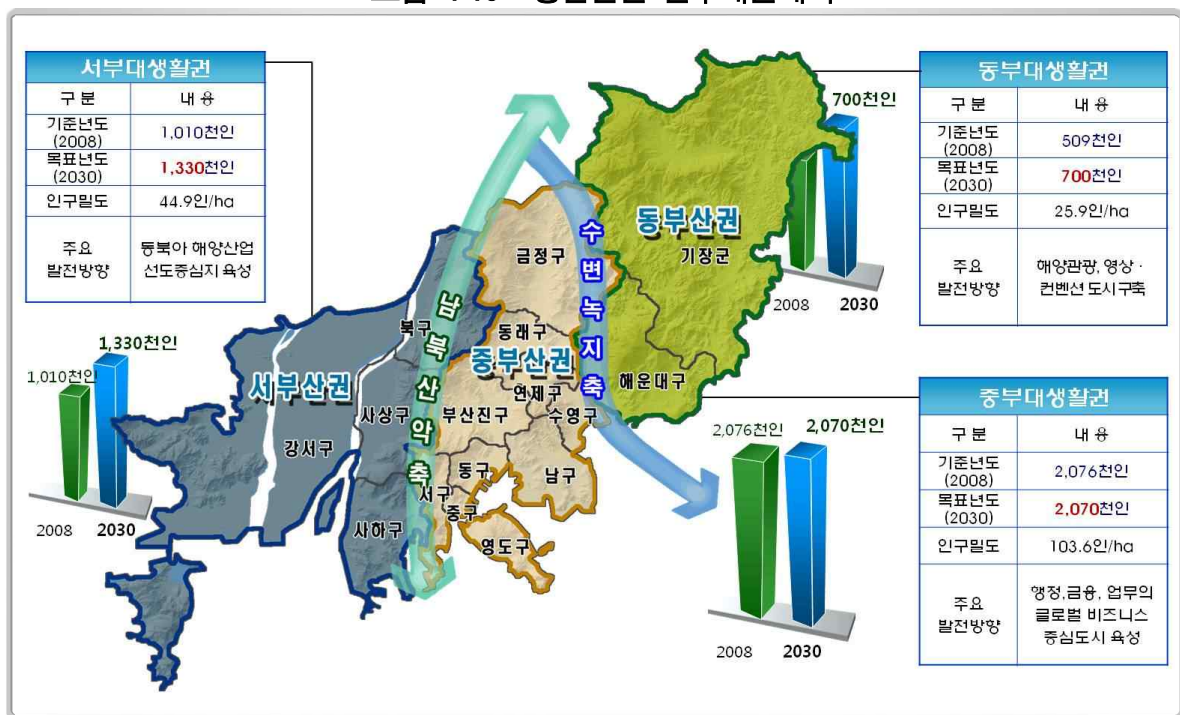 서부대생활권
구 분 내 용
기준년도
(2008) 1,010천인
목표년도
(2030) 1,330천인
인구밀도 44.9인/ha
주요
발전방향
동북아 해양산업
선도중심지 육성
동부대생활권
구 분 내 용
기준년도
(2008) 509천인
목표년도
(2030) 700천인
인구밀도 25.9인/ha
주요
발전방향
해양관광, 영상·
컨벤션 도시구축
중부대생활권
구 분 내 용
기준년도
(2008) 2,076천인
목표년도
(2030) 2,070천인
인구밀도 103.6인/ha
주요
발전방향
행정,금융, 업무의
글로벌 비즈니스
중심도시 육성
700천인
2008 2030
1,010천인
1,330천인
2008 2030
2,076천인
2,070천인
2008 2030
동부산권
기장군
해운대구
중부산권
금정구
동래구
연제구
부산진구
수영구
동구
남구
서구
중구
영도구
서부산권
북구
사상구
강서구
사하구
남북산악축
수변녹지축